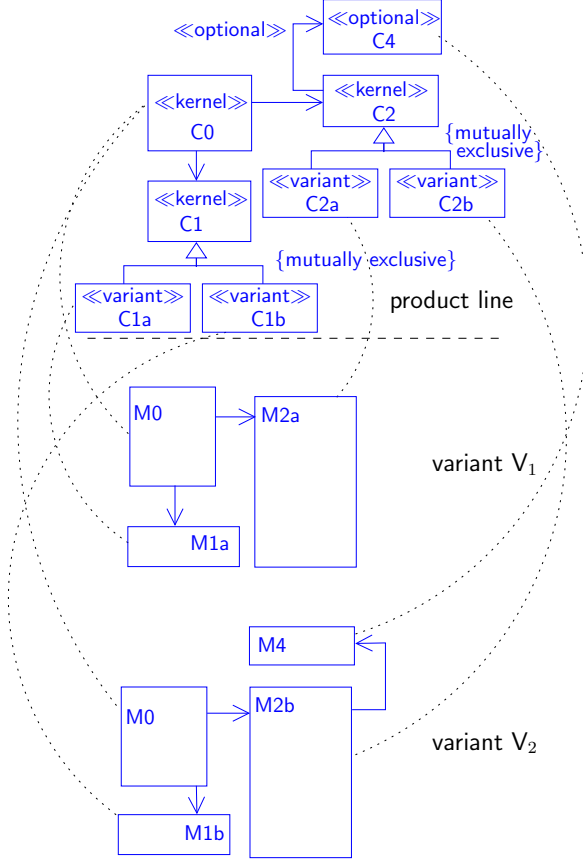 ≪optional≫
≪optional≫
C4
≪kernel≫
C0
≪kernel≫
C2
{mutually
exclusive}
≪variant≫
C2a
≪variant≫
C2b
≪kernel≫
C1
{mutually exclusive}
≪variant≫
C1a
≪variant≫
C1b
product line
M0
M2a
variant V₁
M1a
M4
M0
M2b
variant V₂
M1b